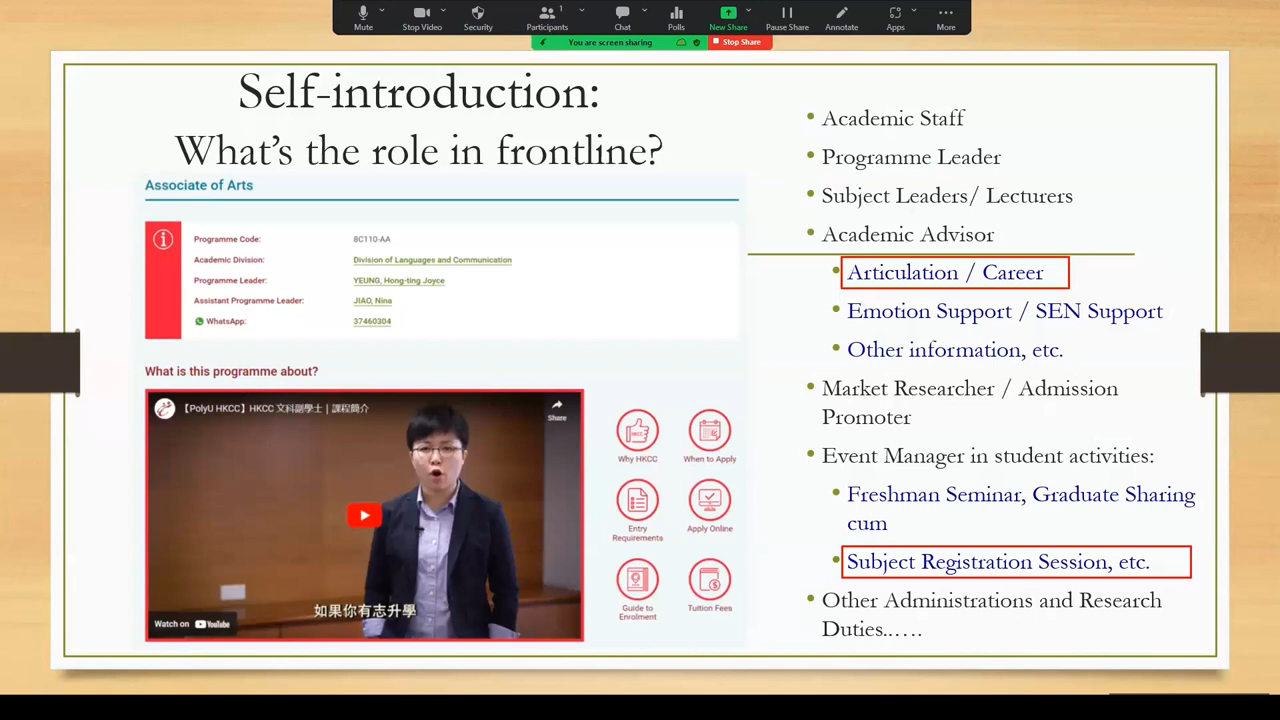 Mute
Stop Video
Security
Participants
1
Chat
Polls
New Share
Pause Share
Annotate
Apps
More
You are screen sharing
Stop Share
Self-introduction:
What's the role in frontline?
Associate of Arts
Programme Code: 8C110-AA
Academic Division: Division of Languages and Communication
Programme Leader: YEUNG, Hong-ting Joyce
Assistant Programme Leader: JIAO, Nina
WhatsApp: 37460304
What is this programme about?
【PolyU HKCC】HKCC 文科副學士 | 課程簡介
Share
如果你有志升學
Watch on YouTube
HKCC
Why HKCC
When to Apply
Entry
Requirements
Apply Online
Guide to
Enrolment
Tuition Fees
• Academic Staff
• Programme Leader
• Subject Leaders/ Lecturers
• Academic Advisor
• Articulation / Career
• Emotion Support / SEN Support
• Other information, etc.
• Market Researcher / Admission
Promoter
• Event Manager in student activities:
• Freshman Seminar, Graduate Sharing
cum
• Subject Registration Session, etc.
• Other Administrations and Research
Duties..….